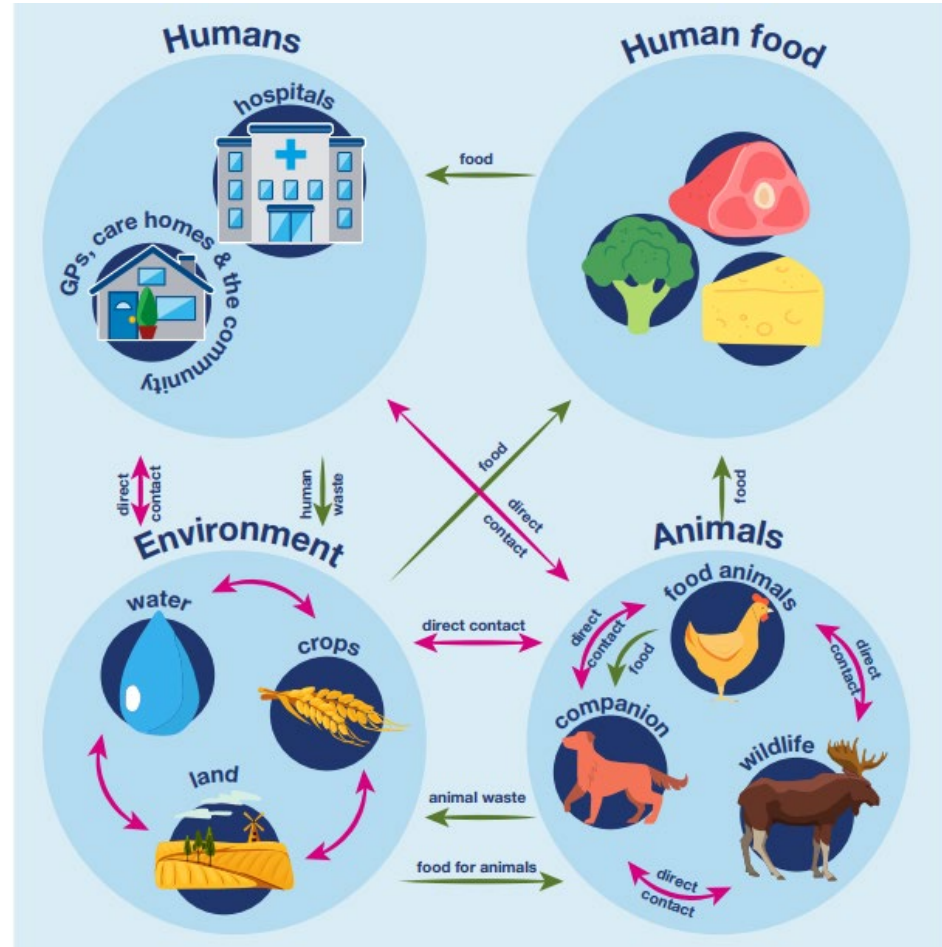 Humans
Human food
hospitals
GPs, care homes & the community
food
direct
contact
human
waste
food
direct
contact
food
Environment
Animals
water
crops
land
direct contact
food animals
direct
contact
food
direct
contact
companion
wildlife
direct
contact
animal waste
food for animals